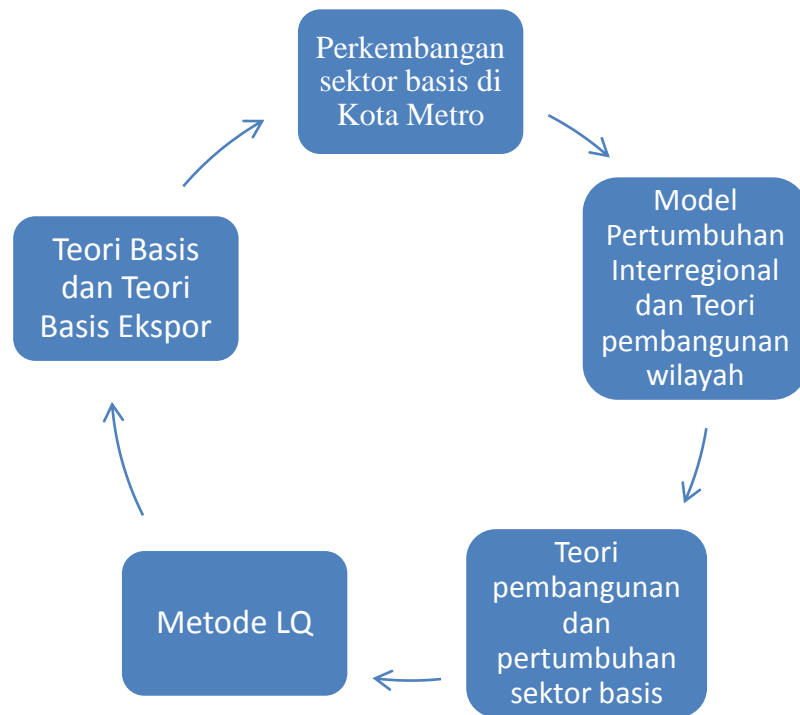 Perkembangan
sektor basis di
Kota Metro
Model
Pertumbuhan
Interregional
dan Teori
pembangunan
wilayah
Teori
pembangunan
dan
pertumbuhan
sektor basis
Metode LQ
Teori Basis
dan Teori
Basis Ekspor